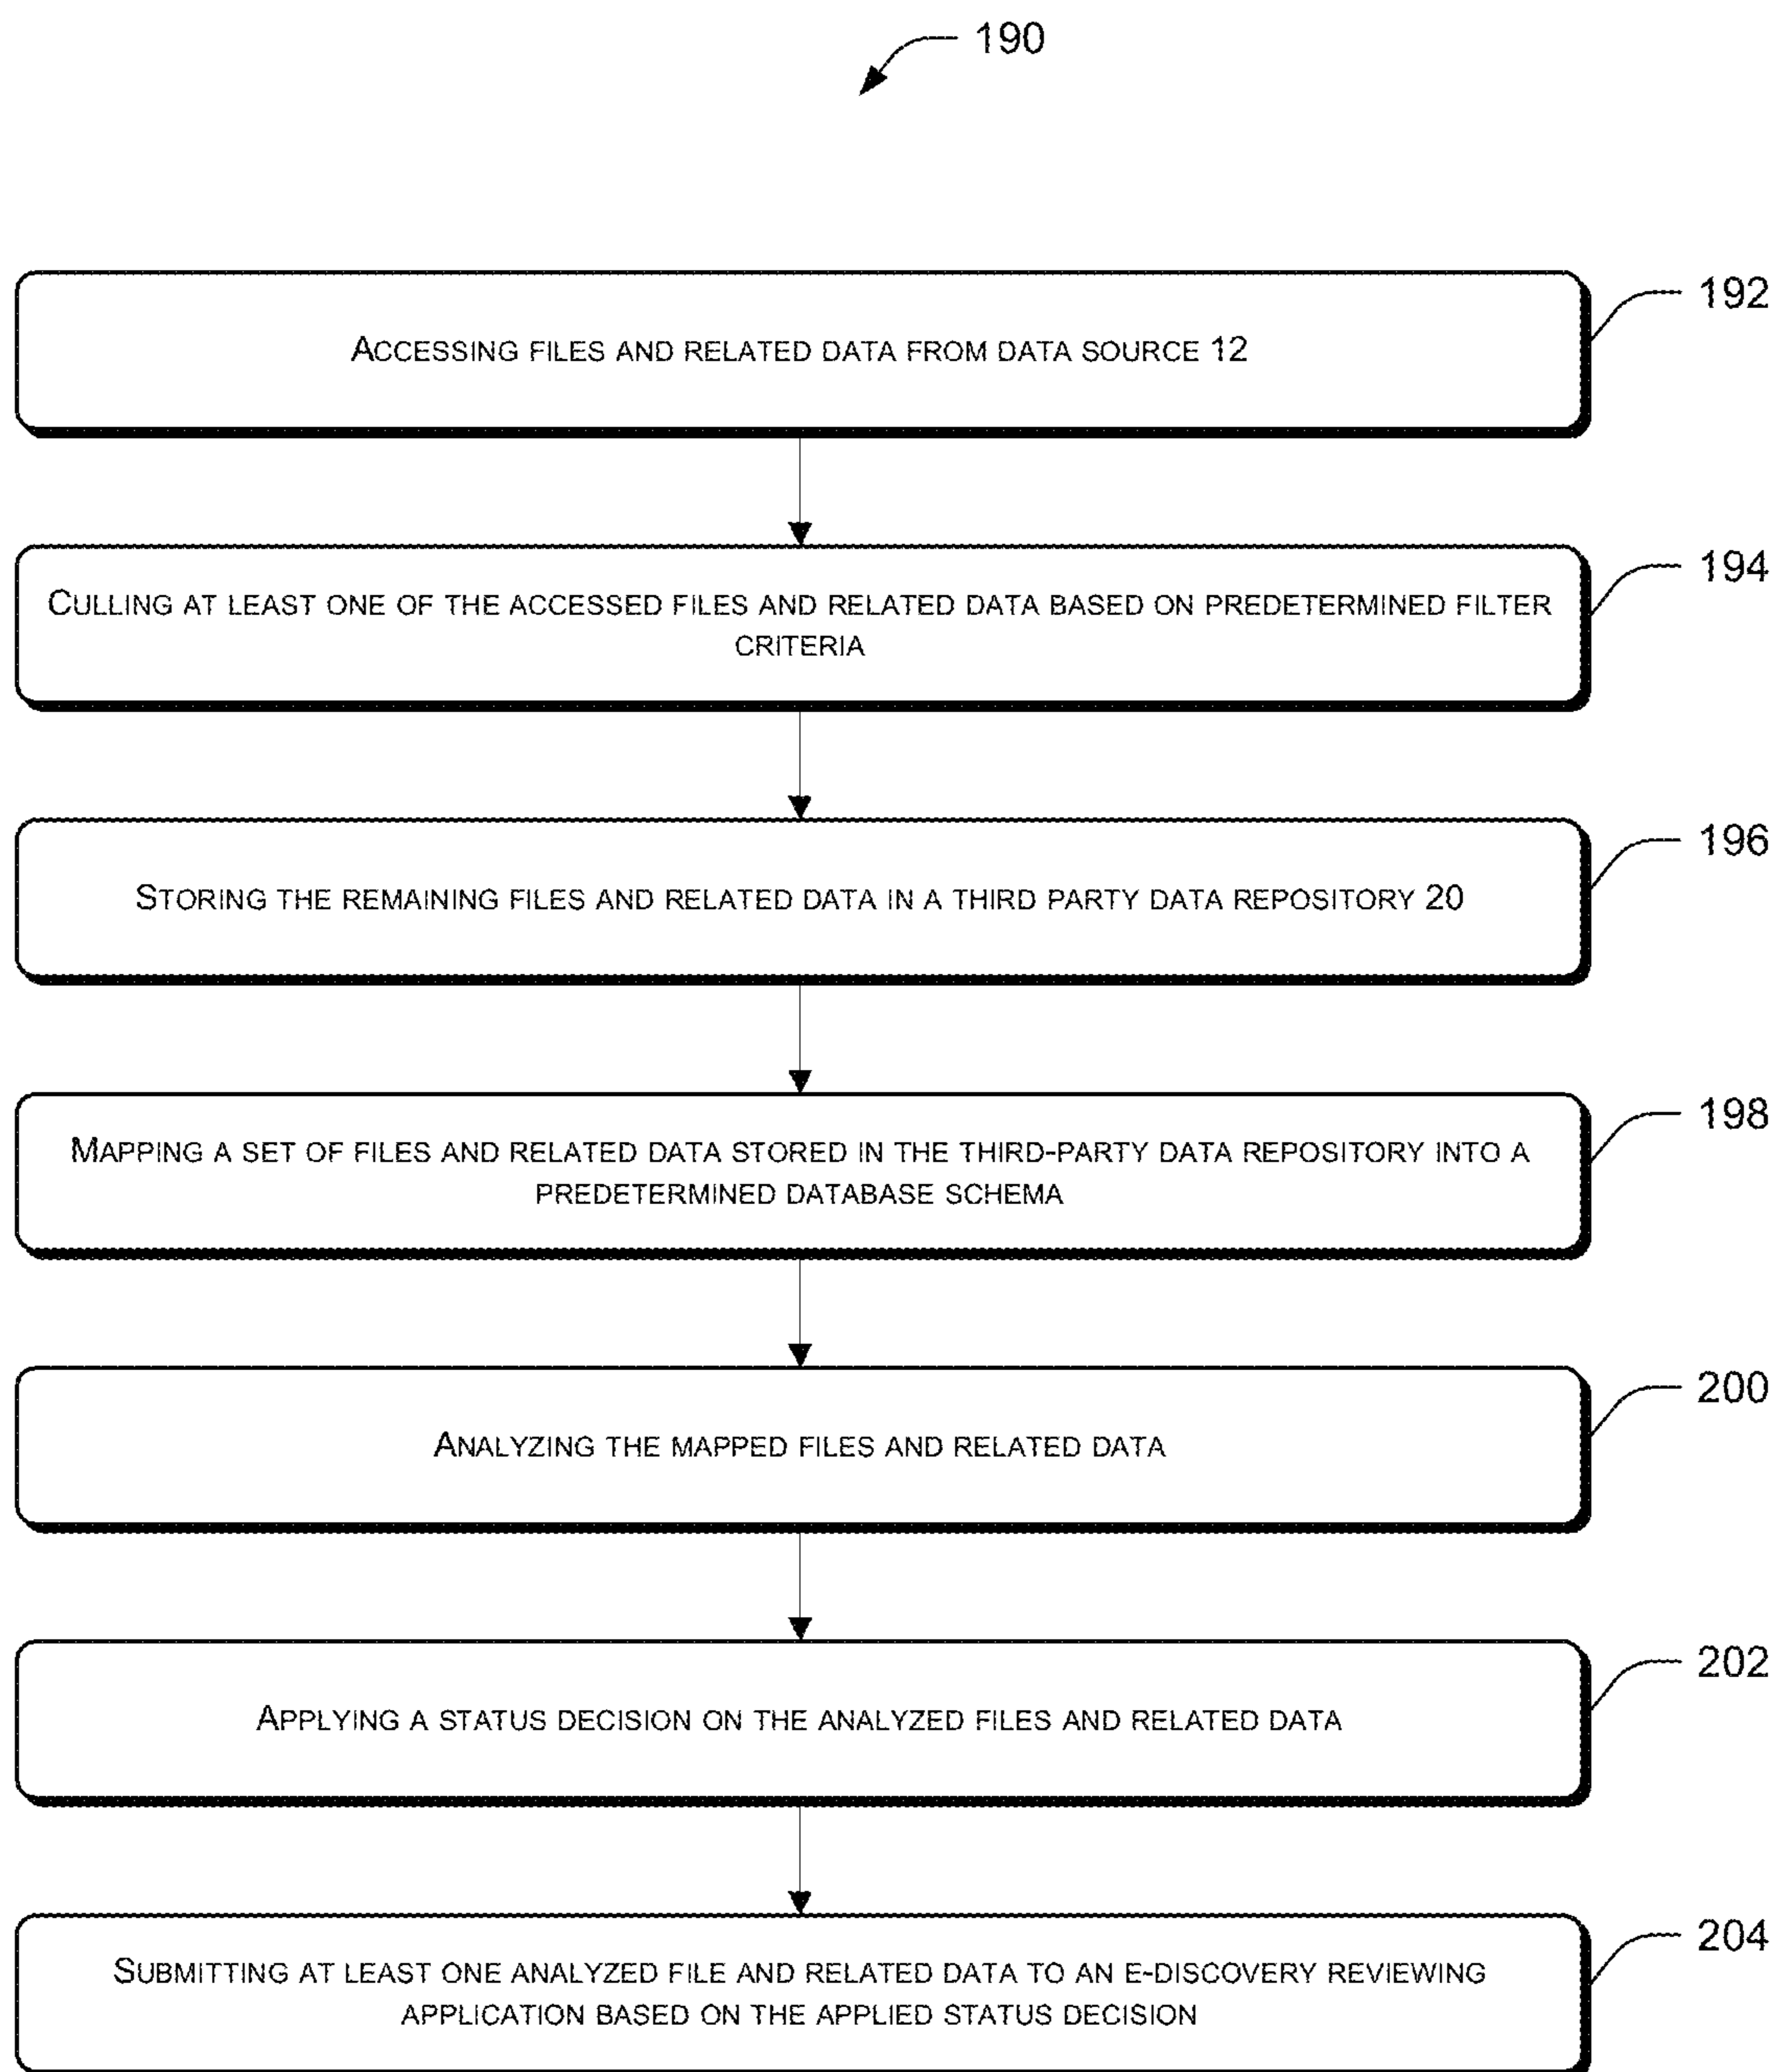 190
ACCESSING FILES AND RELATED DATA FROM DATA SOURCE 12
192
CULLING AT LEAST ONE OF THE ACCESSED FILES AND RELATED DATA BASED ON PREDETERMINED FILTER
CRITERIA
194
STORING THE REMAINING FILES AND RELATED DATA IN A THIRD PARTY DATA REPOSITORY 20
196
MAPPING A SET OF FILES AND RELATED DATA STORED IN THE THIRD-PARTY DATA REPOSITORY INTO A
PREDETERMINED DATABASE SCHEMA
198
ANALYZING THE MAPPED FILES AND RELATED DATA
200
APPLYING A STATUS DECISION ON THE ANALYZED FILES AND RELATED DATA
202
SUBMITTING AT LEAST ONE ANALYZED FILE AND RELATED DATA TO AN E-DISCOVERY REVIEWING
APPLICATION BASED ON THE APPLIED STATUS DECISION
204